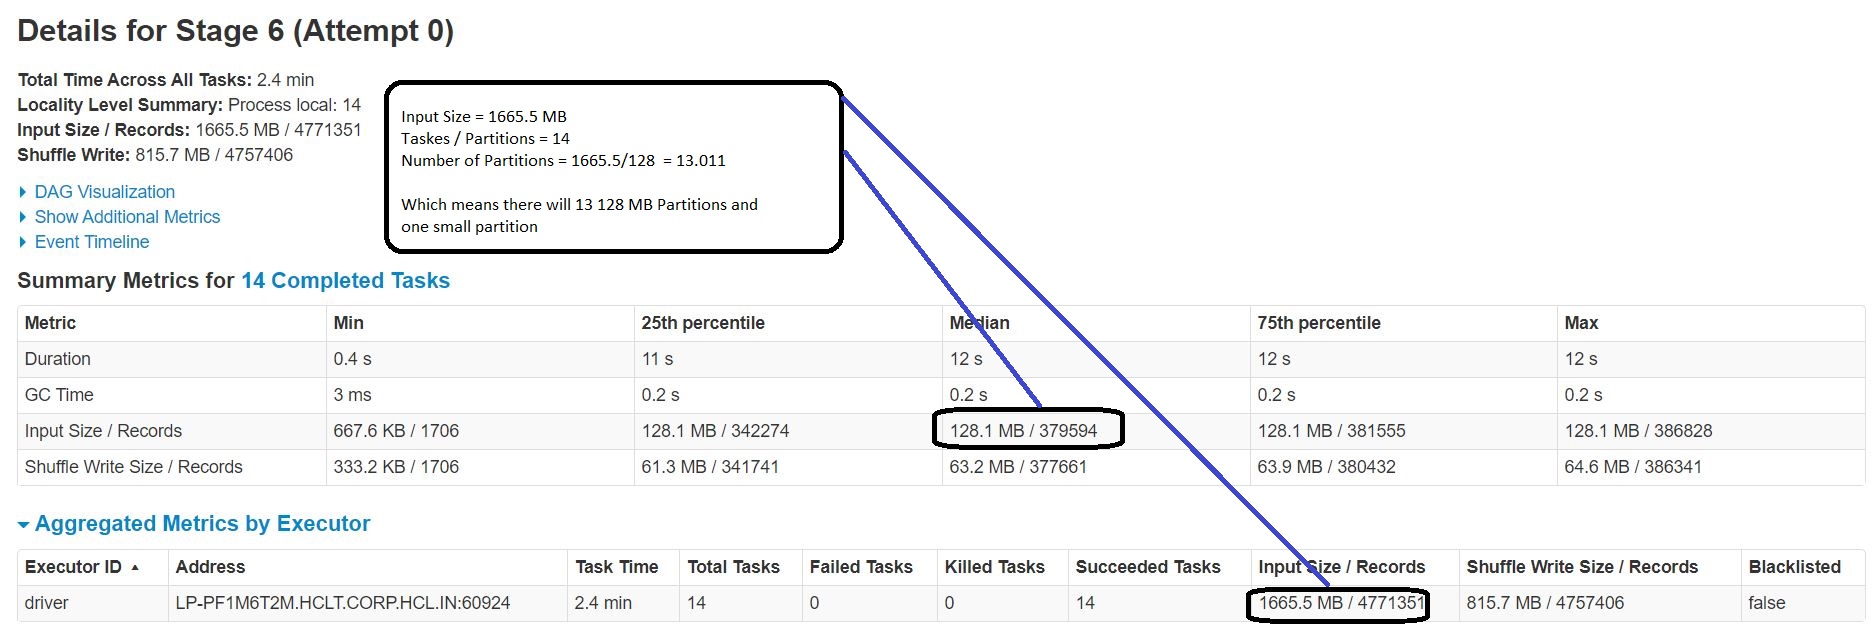 Details for Stage 6 (Attempt 0)
Total Time Across All Tasks: 2.4 min
Locality Level Summary: Process local: 14
Input Size / Records: 1665.5 MB / 4771351
Shuffle Write: 815.7 MB / 4757406
DAG Visualization
Show Additional Metrics
Event Timeline
Input Size = 1665.5 MB
Taskes / Partitions = 14
Number of Partitions = 1665.5/128 = 13.011
Which means there will 13 128 MB Partitions and
one small partition
Summary Metrics for 14 Completed Tasks
Metric Min 25th percentile Median 75th percentile Max
Duration 0.4 s 11 s 12 s 12 s 12 s
GC Time 3 ms 0.2 s 0.2 s 0.2 s 0.2 s
Input Size / Records 667.6 KB / 1706 128.1 MB / 342274 128.1 MB / 379594 128.1 MB / 381555 128.1 MB / 386828
Shuffle Write Size / Records 333.2 KB / 1706 61.3 MB / 341741 63.2 MB / 377661 63.9 MB / 380432 64.6 MB / 386341
Aggregated Metrics by Executor
Executor ID Address Task Time Total Tasks Failed Tasks Killed Tasks Succeeded Tasks Input Size / Records Shuffle Write Size / Records Blacklisted
driver LP-PF1M6T2M.HCLT.CORP.HCL.IN:60924 2.4 min 14 0 0 14 1665.5 MB / 4771351 815.7 MB / 4757406 false